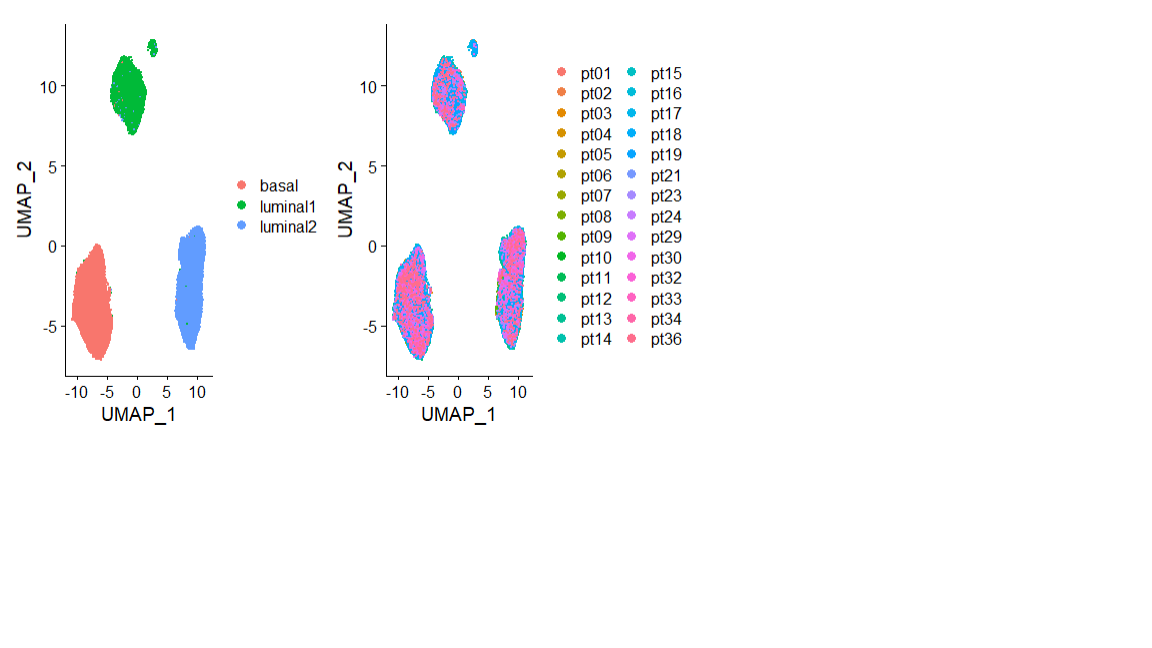 UMAP_2
10
5
0
-5
-10 -5 0 5 10
UMAP_1
basal
luminal1
luminal2
UMAP_2
10
5
0
-5
-10 -5 0 5 10
UMAP_1
pt01 pt15
pt02 pt16
pt03 pt17
pt04 pt18
pt05 pt19
pt06 pt21
pt07 pt23
pt08 pt24
pt09 pt29
pt10 pt30
pt11 pt32
pt12 pt33
pt13 pt34
pt14 pt36